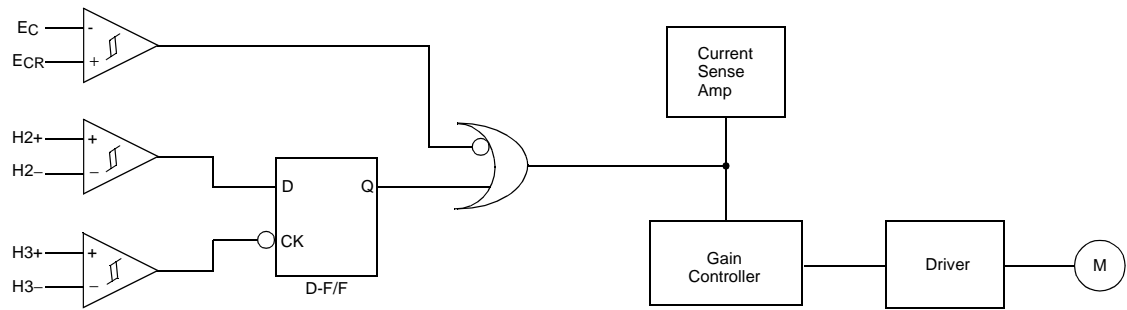 EC
-
ECR
+
Current
Sense
Amp
H2+
+
H2−
−
D
Q
H3+
+
CK
H3−
−
D-F/F
Gain
Controller
Driver
M